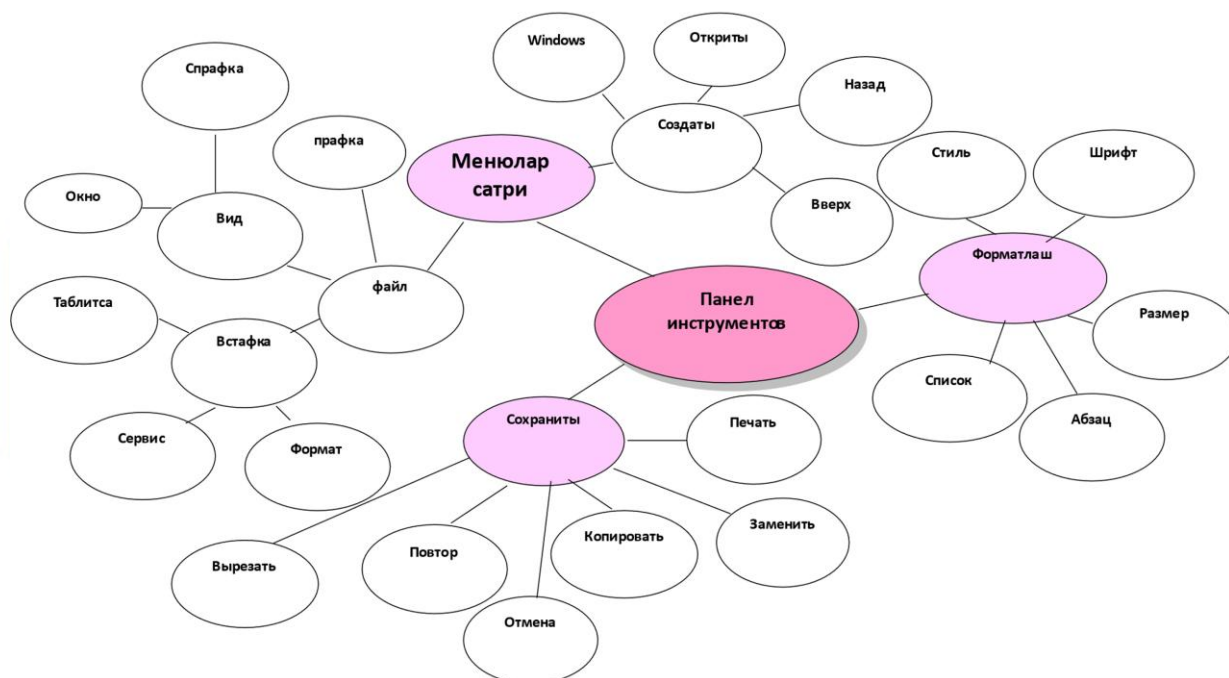 Windows
Откриты
Спрафка
Назад
Создаты
прафка
Стиль
Шрифт
Менюлар
сатри
Окно
Вид
Вверх
Форматлаш
файл
Таблитса
Панел
инструментов
Размер
Встафка
Список
Сохраниты
Печать
Абзац
Сервис
Формат
Заменить
Копировать
Повтор
Вырезать
Отмена